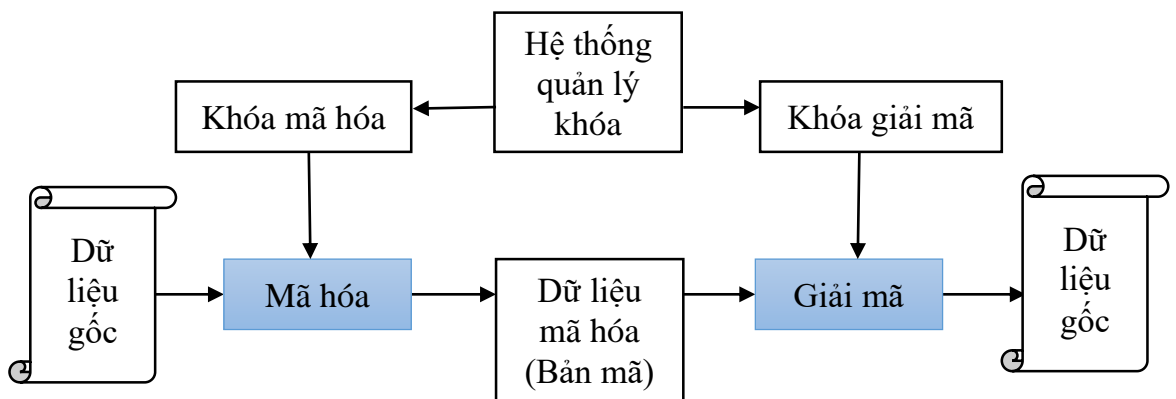 Hệ thống
quản lý
khóa
Khóa mã hóa
Khóa giải mã
Dữ
liệu
gốc
Mã hóa
Dữ liệu
mã hóa
(Bản mã)
Giải mã
Dữ
liệu
gốc